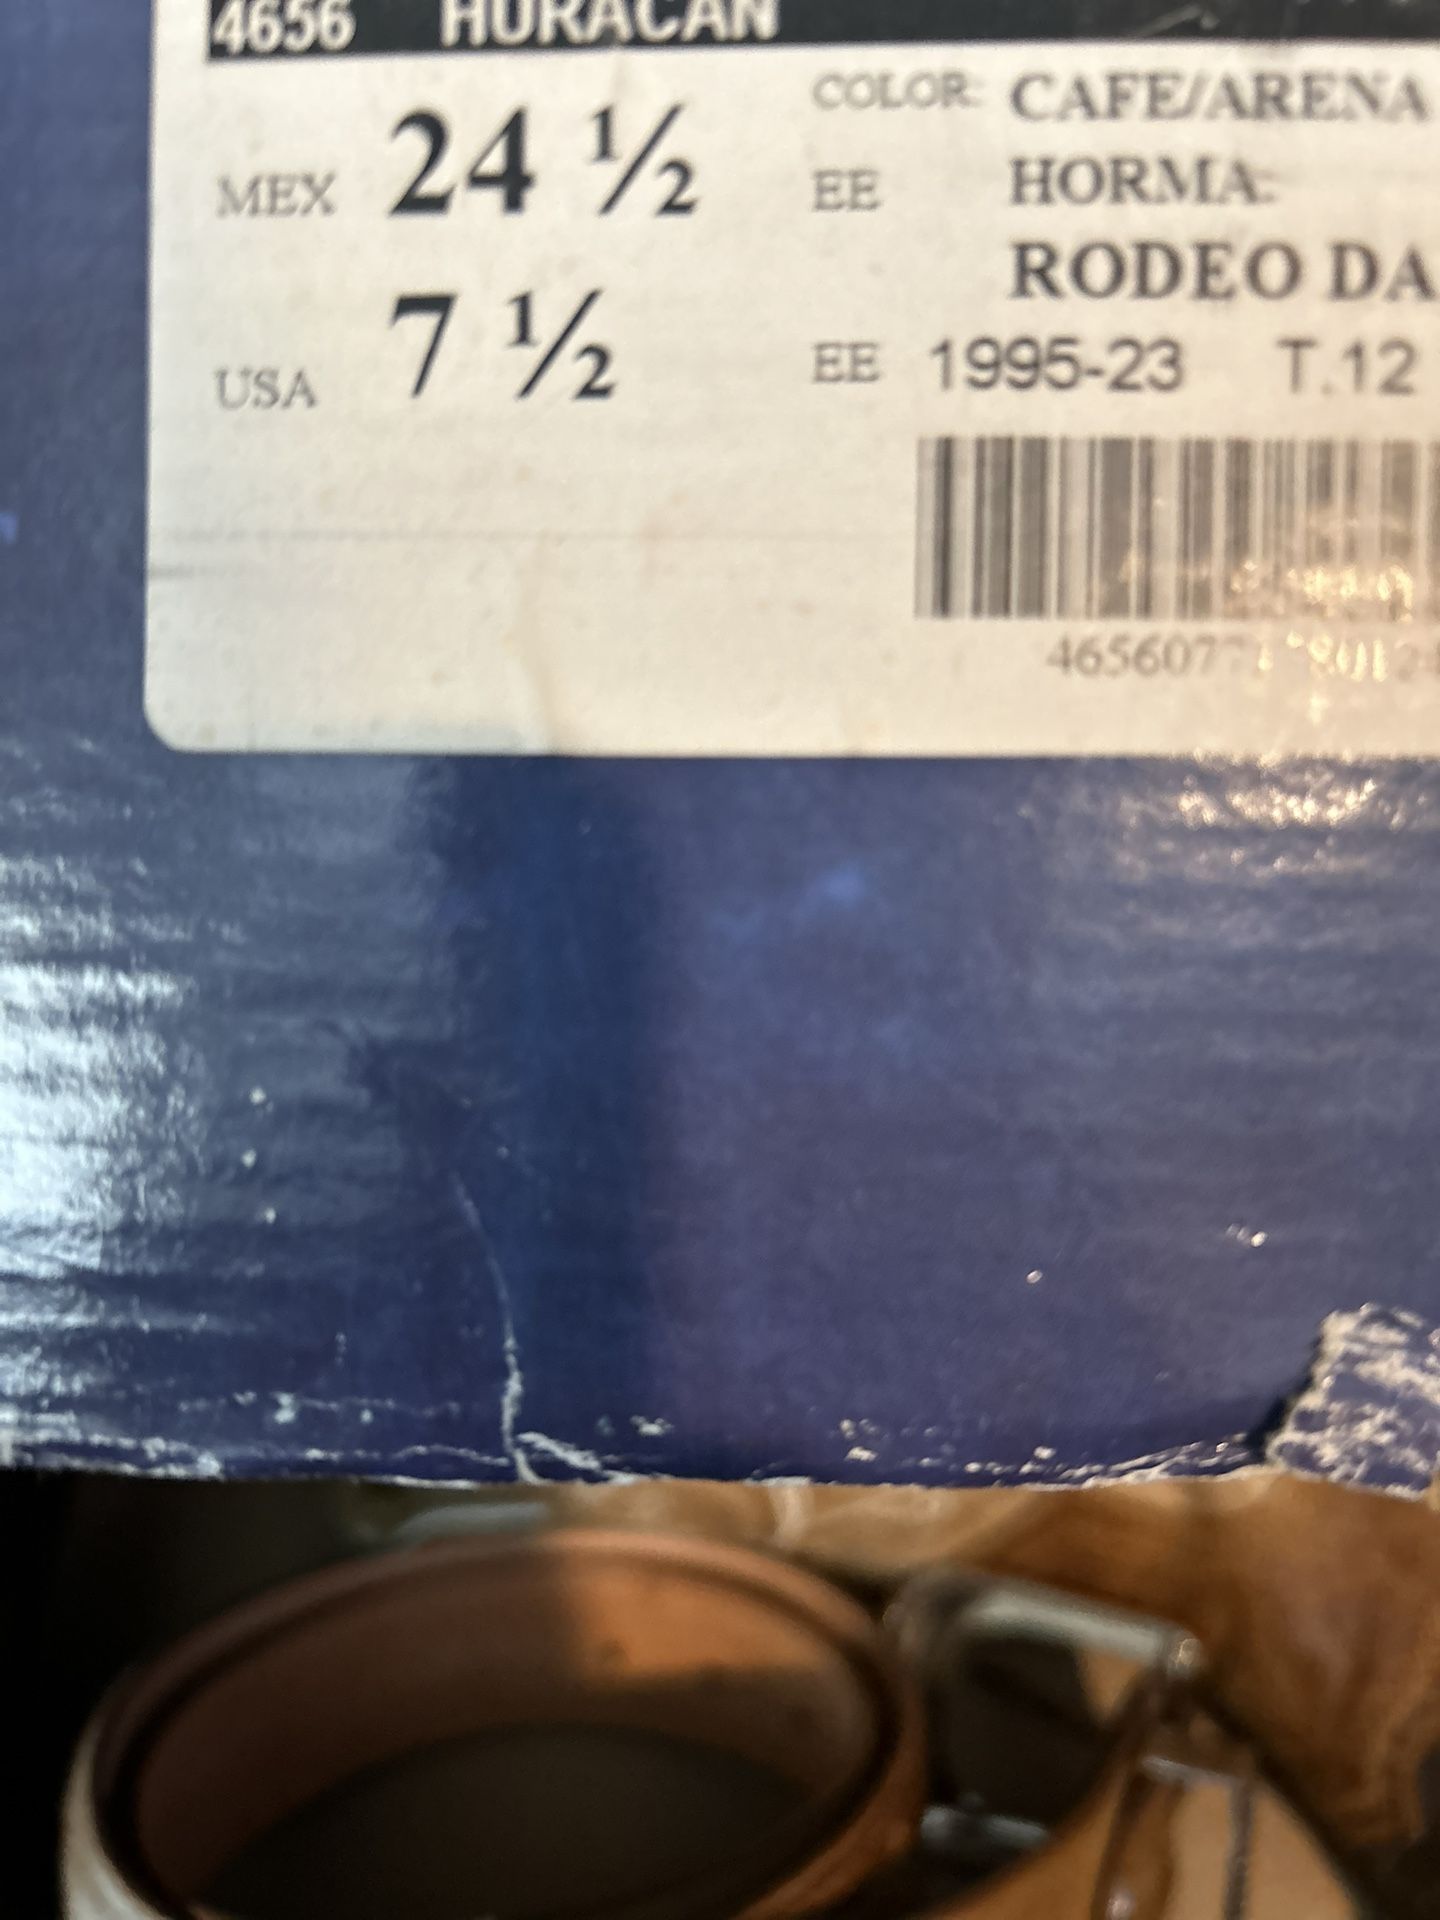 4656 HURACAN
COLOR: CAFE/ARENA
MEX 24 ½ EE HORMA:
RODEO DA
USA 7 ½ EE 1995-23 T.12